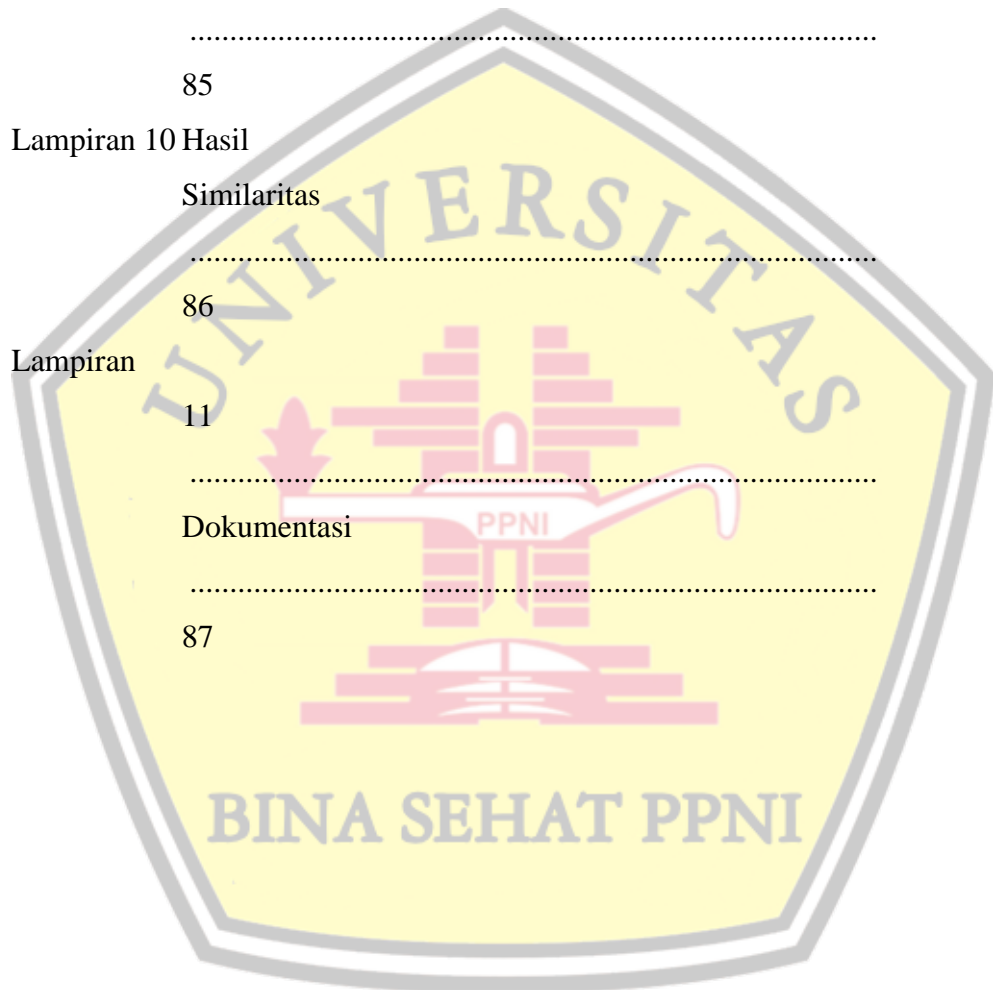 ................................................................................................
85
Lampiran 10 Hasil
Similaritas
................................................................................................
86
Lampiran
11
................................................................................................
Dokumentasi
................................................................................................
87
UNIVERSITAS
PPNI
BINA SEHAT PPNI